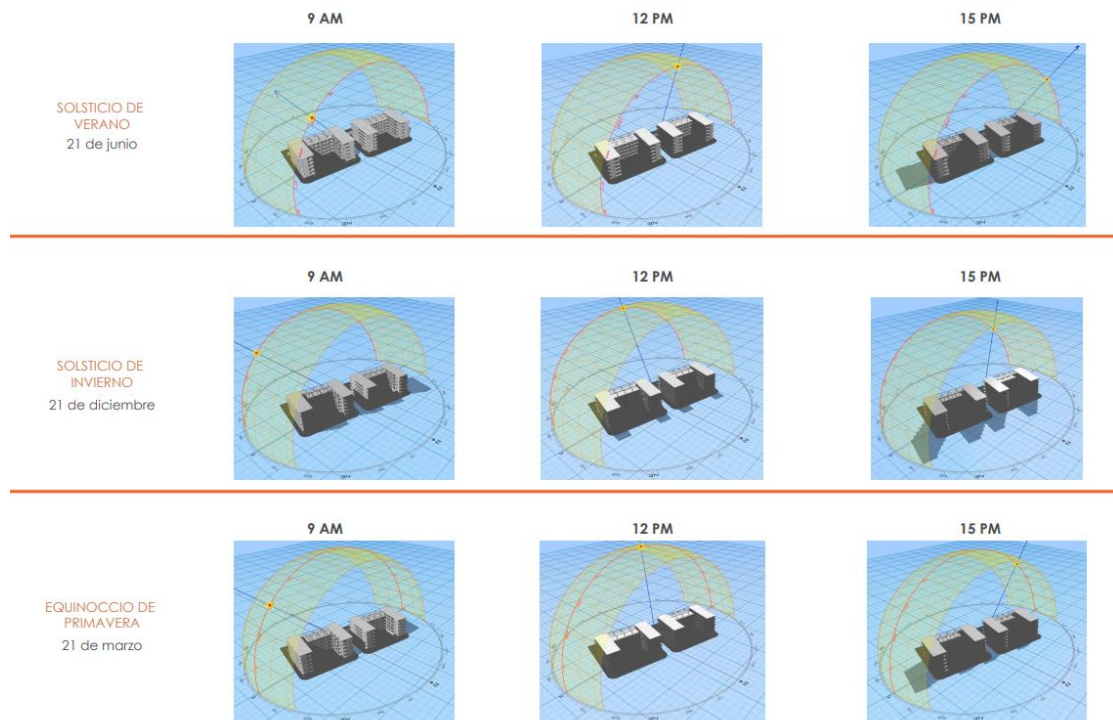 9 AM
12 PM
15 PM
SOLSTICIO DE
VERANO
21 de junio
9 AM
12 PM
15 PM
SOLSTICIO DE
INVIERNO
21 de diciembre
9 AM
12 PM
15 PM
EQUINOCCIO DE
PRIMAVERA
21 de marzo